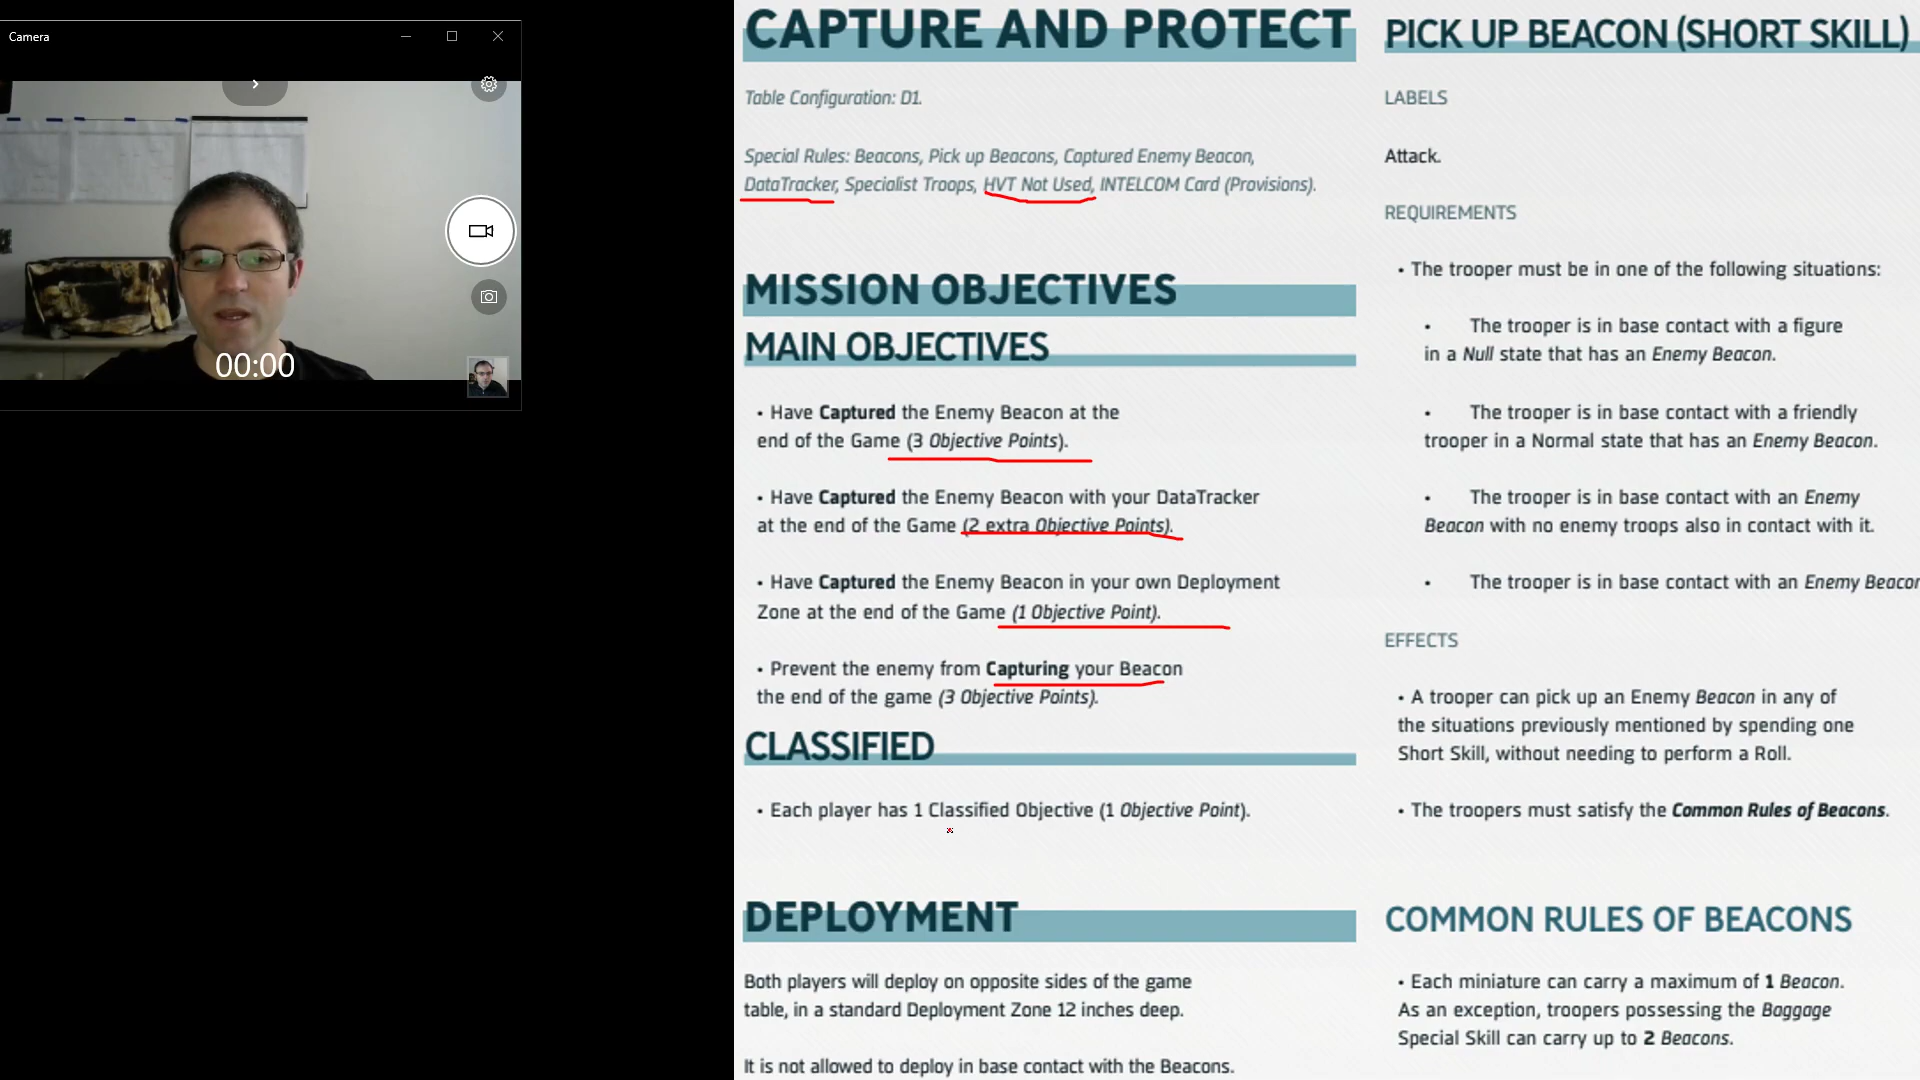 Camera
00:00
CAPTURE AND PROTECT
Table Configuration: D1.
Special Rules: Beacons, Pick up Beacons, Captured Enemy Beacon,
DataTracker, Specialist Troops, HVT Not Used, INTELCOM Card (Provisions).
MISSION OBJECTIVES
MAIN OBJECTIVES
• Have Captured the Enemy Beacon at the
end of the Game (3 Objective Points).
• Have Captured the Enemy Beacon with your DataTracker
at the end of the Game (2 extra Objective Points).
• Have Captured the Enemy Beacon in your own Deployment
Zone at the end of the Game (1 Objective Point).
• Prevent the enemy from Capturing your Beacon
the end of the game (3 Objective Points).
CLASSIFIED
• Each player has 1 Classified Objective (1 Objective Point).
DEPLOYMENT
Both players will deploy on opposite sides of the game
table, in a standard Deployment Zone 12 inches deep.
It is not allowed to deploy in base contact with the Beacons.
PICK UP BEACON (SHORT SKILL)
LABELS
Attack.
REQUIREMENTS
• The trooper must be in one of the following situations:
• The trooper is in base contact with a figure
in a Null state that has an Enemy Beacon.
• The trooper is in base contact with a friendly
trooper in a Normal state that has an Enemy Beacon.
• The trooper is in base contact with an Enemy
Beacon with no enemy troops also in contact with it.
• The trooper is in base contact with an Enemy Beacon
EFFECTS
• A trooper can pick up an Enemy Beacon in any of
the situations previously mentioned by spending one
Short Skill, without needing to perform a Roll.
• The troopers must satisfy the Common Rules of Beacons.
COMMON RULES OF BEACONS
• Each miniature can carry a maximum of 1 Beacon.
As an exception, troopers possessing the Baggage
Special Skill can carry up to 2 Beacons.